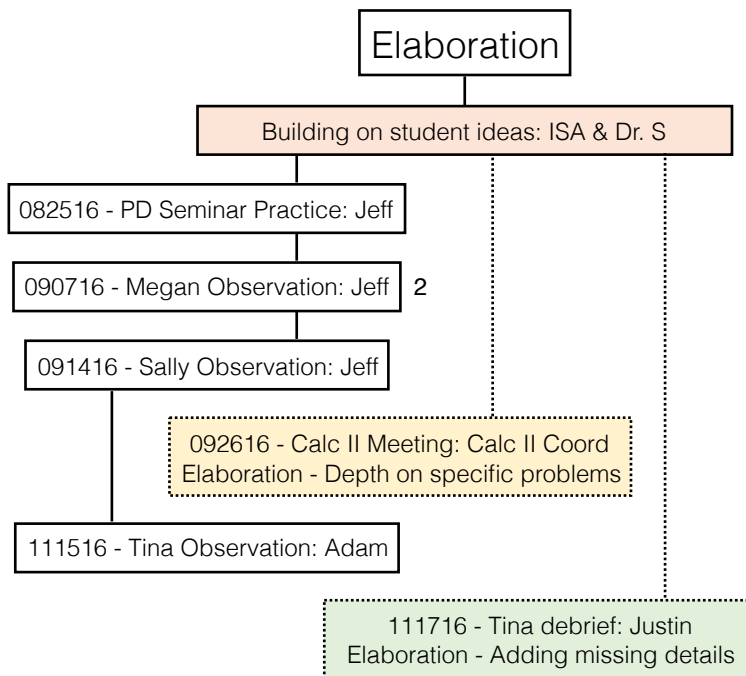 Elaboration
Building on student ideas: ISA & Dr. S
082516 - PD Seminar Practice: Jeff
090716 - Megan Observation: Jeff 2
091416 - Sally Observation: Jeff
092616 - Calc II Meeting: Calc II Coord
Elaboration - Depth on specific problems
111516 - Tina Observation: Adam
111716 - Tina debrief: Justin
Elaboration - Adding missing details